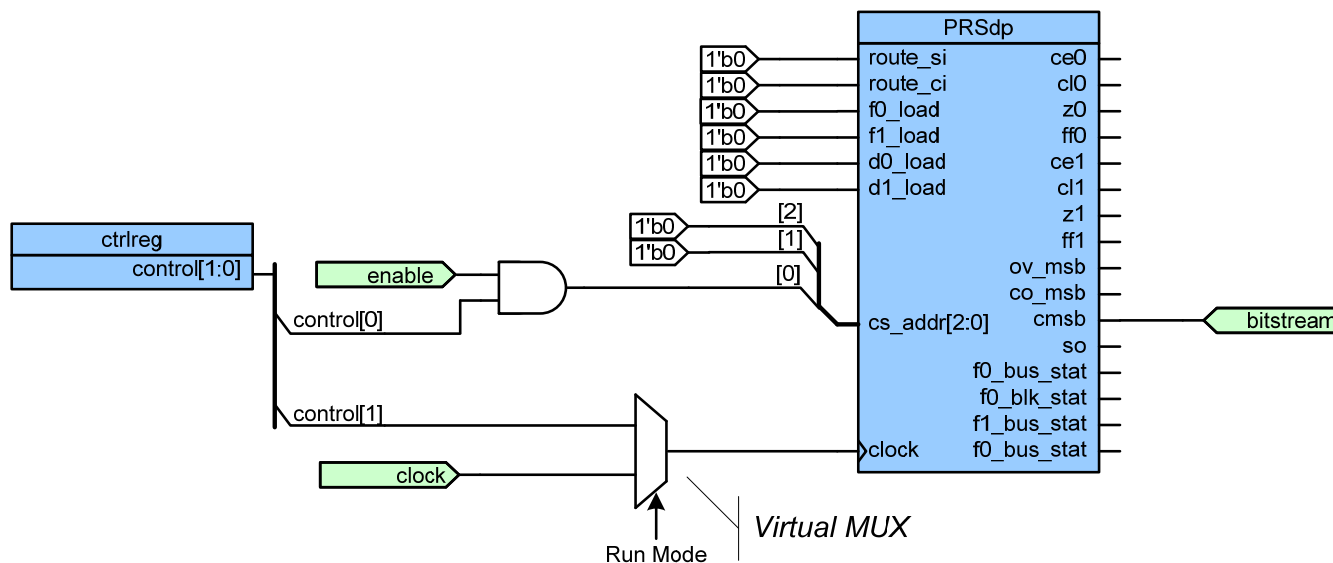 PRSdp
1'b0 route_si ce0
1'b0 route_ci cl0
1'b0 f0_load z0
1'b0 f1_load ff0
1'b0 d0_load ce1
1'b0 d1_load cl1
1'b0 [2] z1
ctrlreg 1'b0 [1] ff1
control[1:0] enable [0] ov_msb
co_msb
control[0] cs_addr[2:0] cmsb bitstream
so
f0_bus_stat
f0_blk_stat
control[1] f1_bus_stat
clock clock f0_bus_stat
Virtual MUX
Run Mode